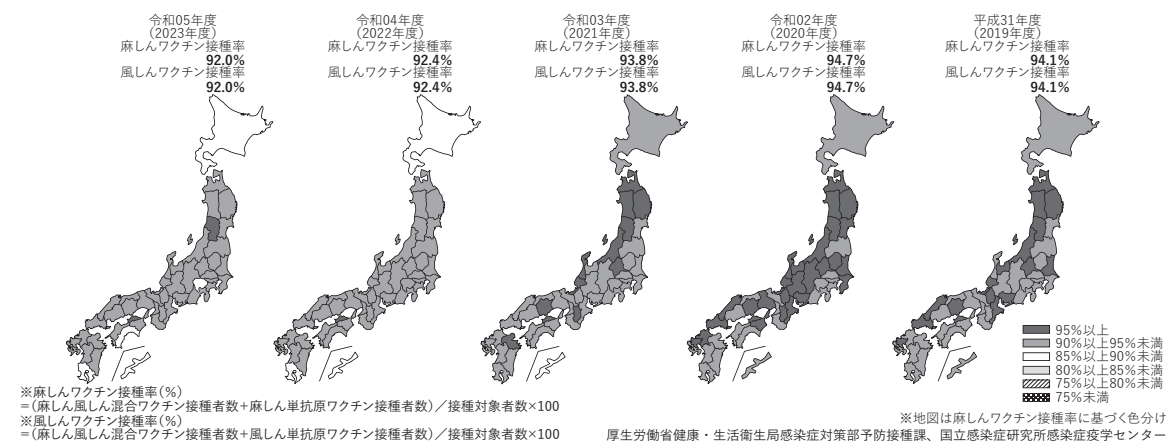 令和05年度
(2023年度)
麻しんワクチン接種率
92.0%
風しんワクチン接種率
92.0%
令和04年度
(2022年度)
麻しんワクチン接種率
92.4%
風しんワクチン接種率
92.4%
令和03年度
(2021年度)
麻しんワクチン接種率
93.8%
風しんワクチン接種率
93.8%
令和02年度
(2020年度)
麻しんワクチン接種率
94.7%
風しんワクチン接種率
94.7%
平成31年度
(2019年度)
麻しんワクチン接種率
94.1%
風しんワクチン接種率
94.1%
95%以上
90%以上95%未満
85%以上90%未満
80%以上85%未満
75%以上80%未満
75%未満
※麻しんワクチン接種率(%)
=(麻しん風しん混合ワクチン接種者数+麻しん単抗原ワクチン接種者数)/接種対象者数×100
※風しんワクチン接種率(%)
=(麻しん風しん混合ワクチン接種者数+風しん単抗原ワクチン接種者数)/接種対象者数×100
※地図は麻しんワクチン接種率に基づく色分け
厚生労働省健康・生活衛生局感染症対策部予防接種課、国立感染症研究所感染症疫学センター